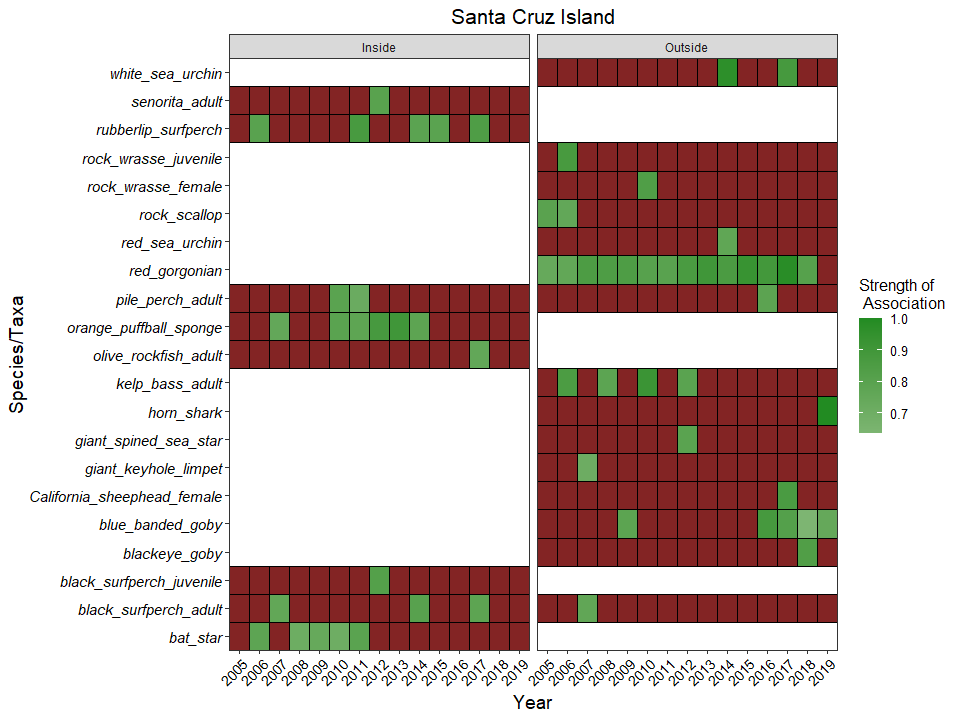 Santa Cruz Island
Inside
Outside
white_sea_urchin
senorita_adult
rubberlip_surfperch
rock_wrasse_juvenile
rock_wrasse_female
rock_scallop
red_sea_urchin
red_gorgonian
pile_perch_adult
orange_puffball_sponge
olive_rockfish_adult
kelp_bass_adult
horn_shark
giant_spined_sea_star
giant_keyhole_limpet
California_sheephead_female
blue_banded_goby
blackeye_goby
black_surfperch_juvenile
black_surfperch_adult
bat_star
Species/Taxa
2005 2006 2007 2008 2009 2010 2011 2012 2013 2014 2015 2016 2017 2018 2019
2005 2006 2007 2008 2009 2010 2011 2012 2013 2014 2015 2016 2017 2018 2019
Year
Strength of
Association
1.0
0.9
0.8
0.7